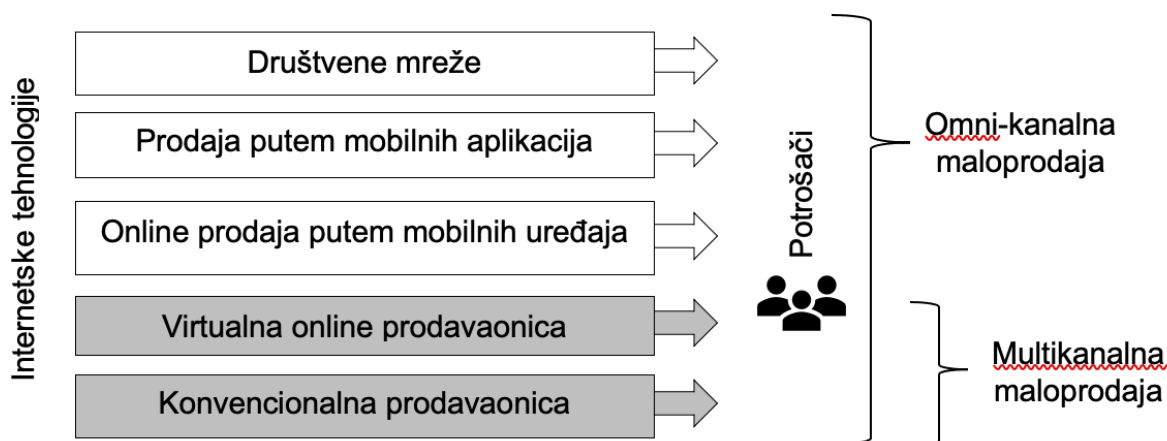 Internetske tehnologije
Društvene mreže
Prodaja putem mobilnih aplikacija
Online prodaja putem mobilnih uređaja
Virtualna online prodavaonica
Konvencionalna prodavaonica
Potrošači
Omni-kanalna
maloprodaja
Multikanalna
maloprodaja